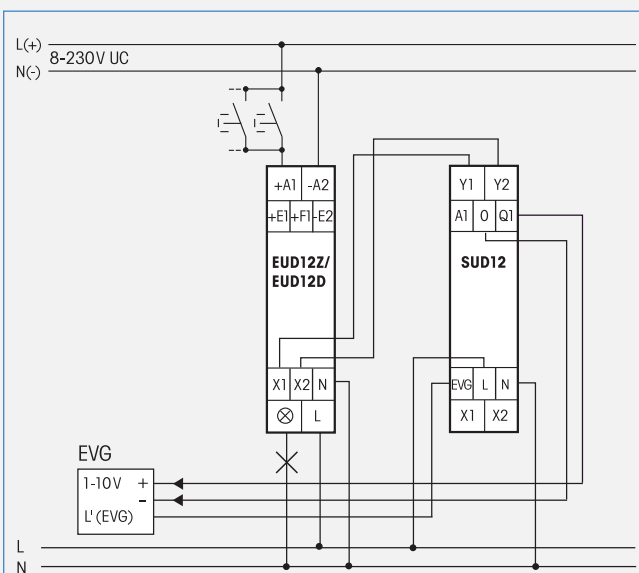 L(+)
8-230V UC
N(-)
+A1 -A2
+E1 +F1 -E2
EUD12Z/
EUD12D
X1 X2 N
L
Y1 Y2
A1 0 Q1
SUD12
EVG L N
X1 X2
EVG
1-10V +
-
L'(EVG)
L
N